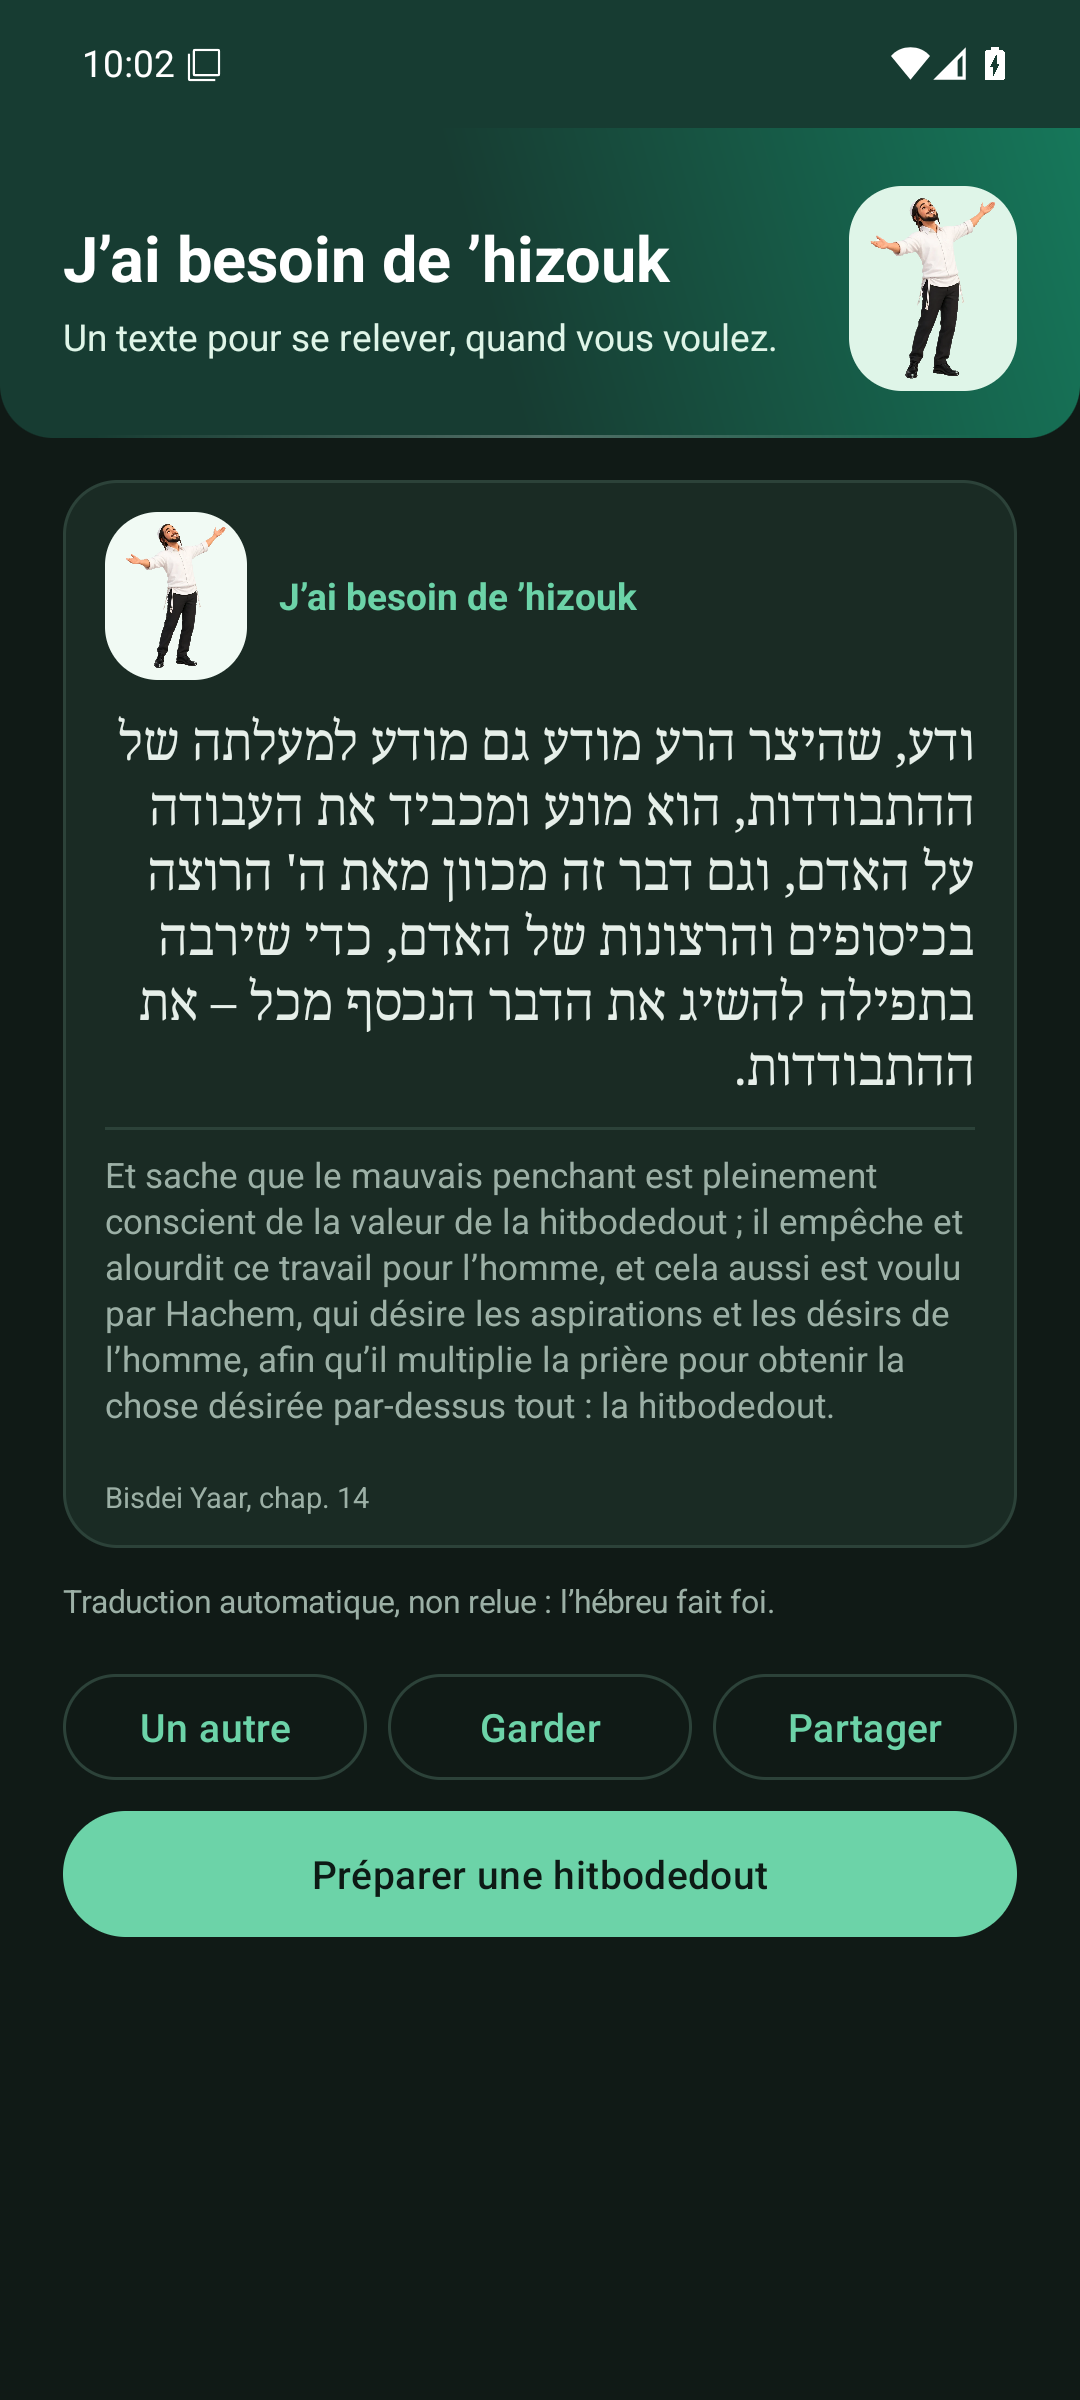 10:02
J’ai besoin de ’hizouk
Un texte pour se relever, quand vous voulez.
J’ai besoin de ’hizouk
ודע, שהיצר הרע מודע גם מודע למעלתה של
ההתבודדות, הוא מונע ומכביד את העבודה
על האדם, וגם דבר זה מכוון מאת ה' הרוצה
בכיסופים והרצונות של האדם, כדי שירבה
בתפילה להשיג את הדבר הנכסף מכל – את
ההתבודדות.
Et sache que le mauvais penchant est pleinement
conscient de la valeur de la hitbodedout ; il empêche et
alourdit ce travail pour l’homme, et cela aussi est voulu
par Hachem, qui désire les aspirations et les désirs de
l’homme, afin qu’il multiplie la prière pour obtenir la
chose désirée par-dessus tout : la hitbodedout.
Bisdei Yaar, chap. 14
Traduction automatique, non relue : l’hébreu fait foi.
Un autre
Garder
Partager
Préparer une hitbodedout